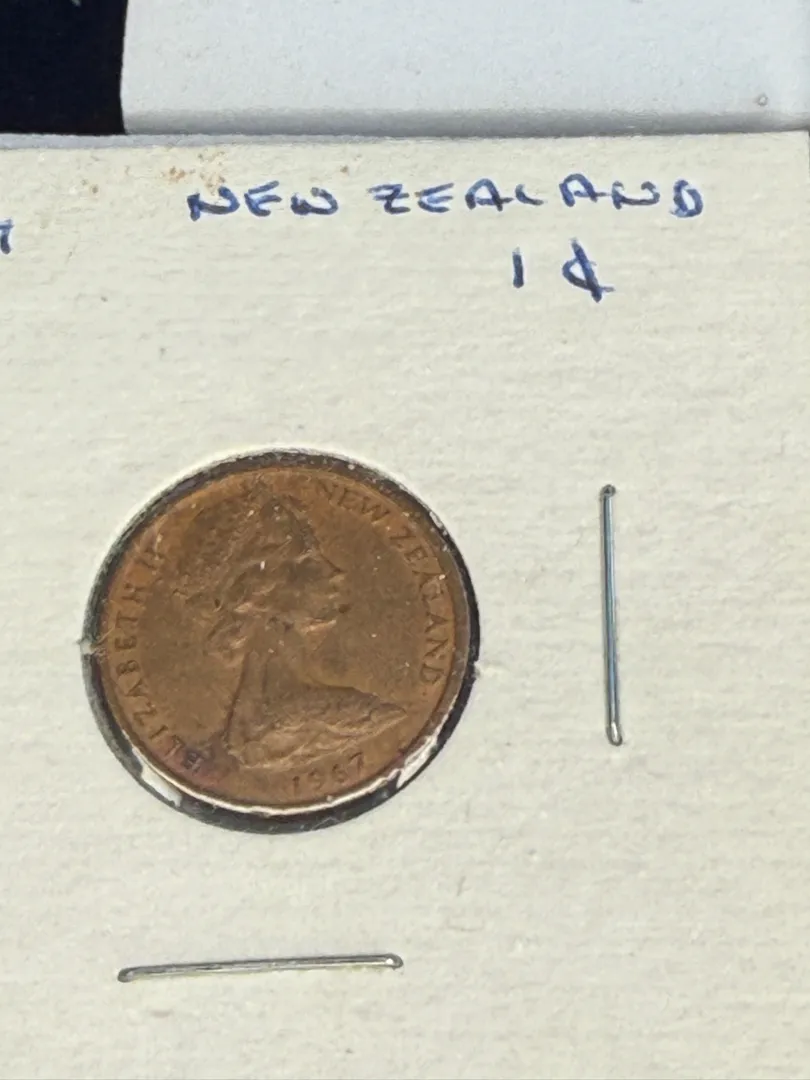 NEW ZEALAND
1 ¢
ELIZABETH II
NEW ZEALAND
1967